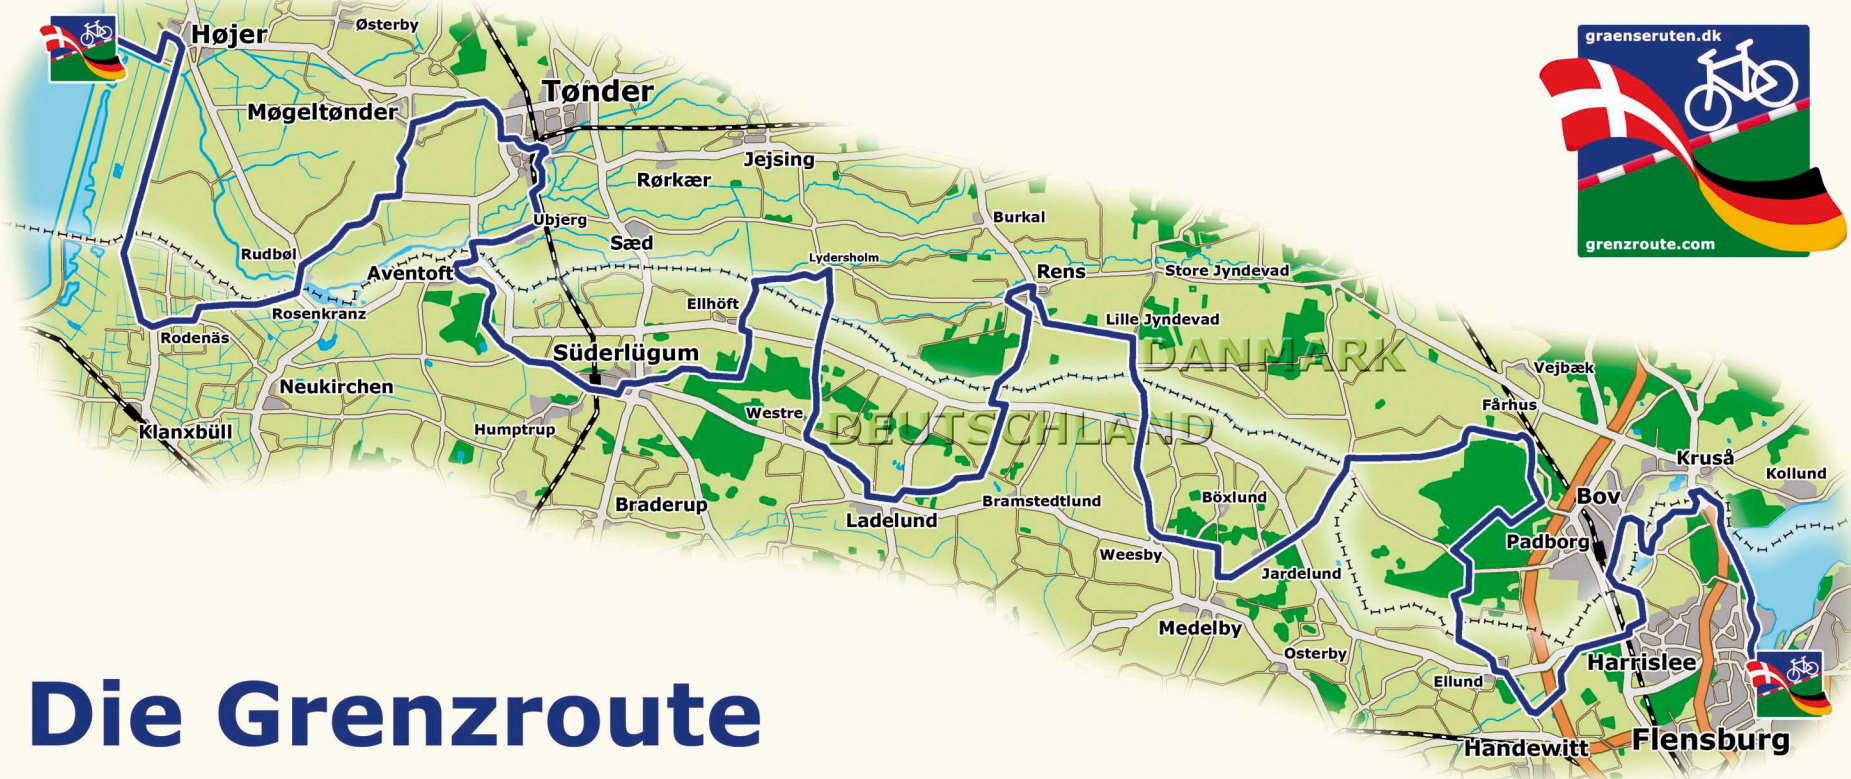 graenseruten.dk
grenzroute.com
Højer
Østerby
Møgeltønder
Tønder
Jejsing
Rørkær
Burkal
Ubjerg
Sæd
Rudbøl
Aventoft
Lydersholm
Rens
Store Jyndevad
Ellhöft
Rosenkranz
Lille Jyndevad
Rodenäs
Süderlügum
DANMARK
Vejbæk
Neukirchen
Westre
Fårhus
DEUTSCHLAND
Klanxbüll
Humptrup
Kruså
Kollund
Braderup
Bramstedtlund
Böxlund
Bov
Ladelund
Padborg
Weesby
Jardelund
Medelby
Osterby
Harrislee
Ellund
Die Grenzroute
Handewitt
Flensburg